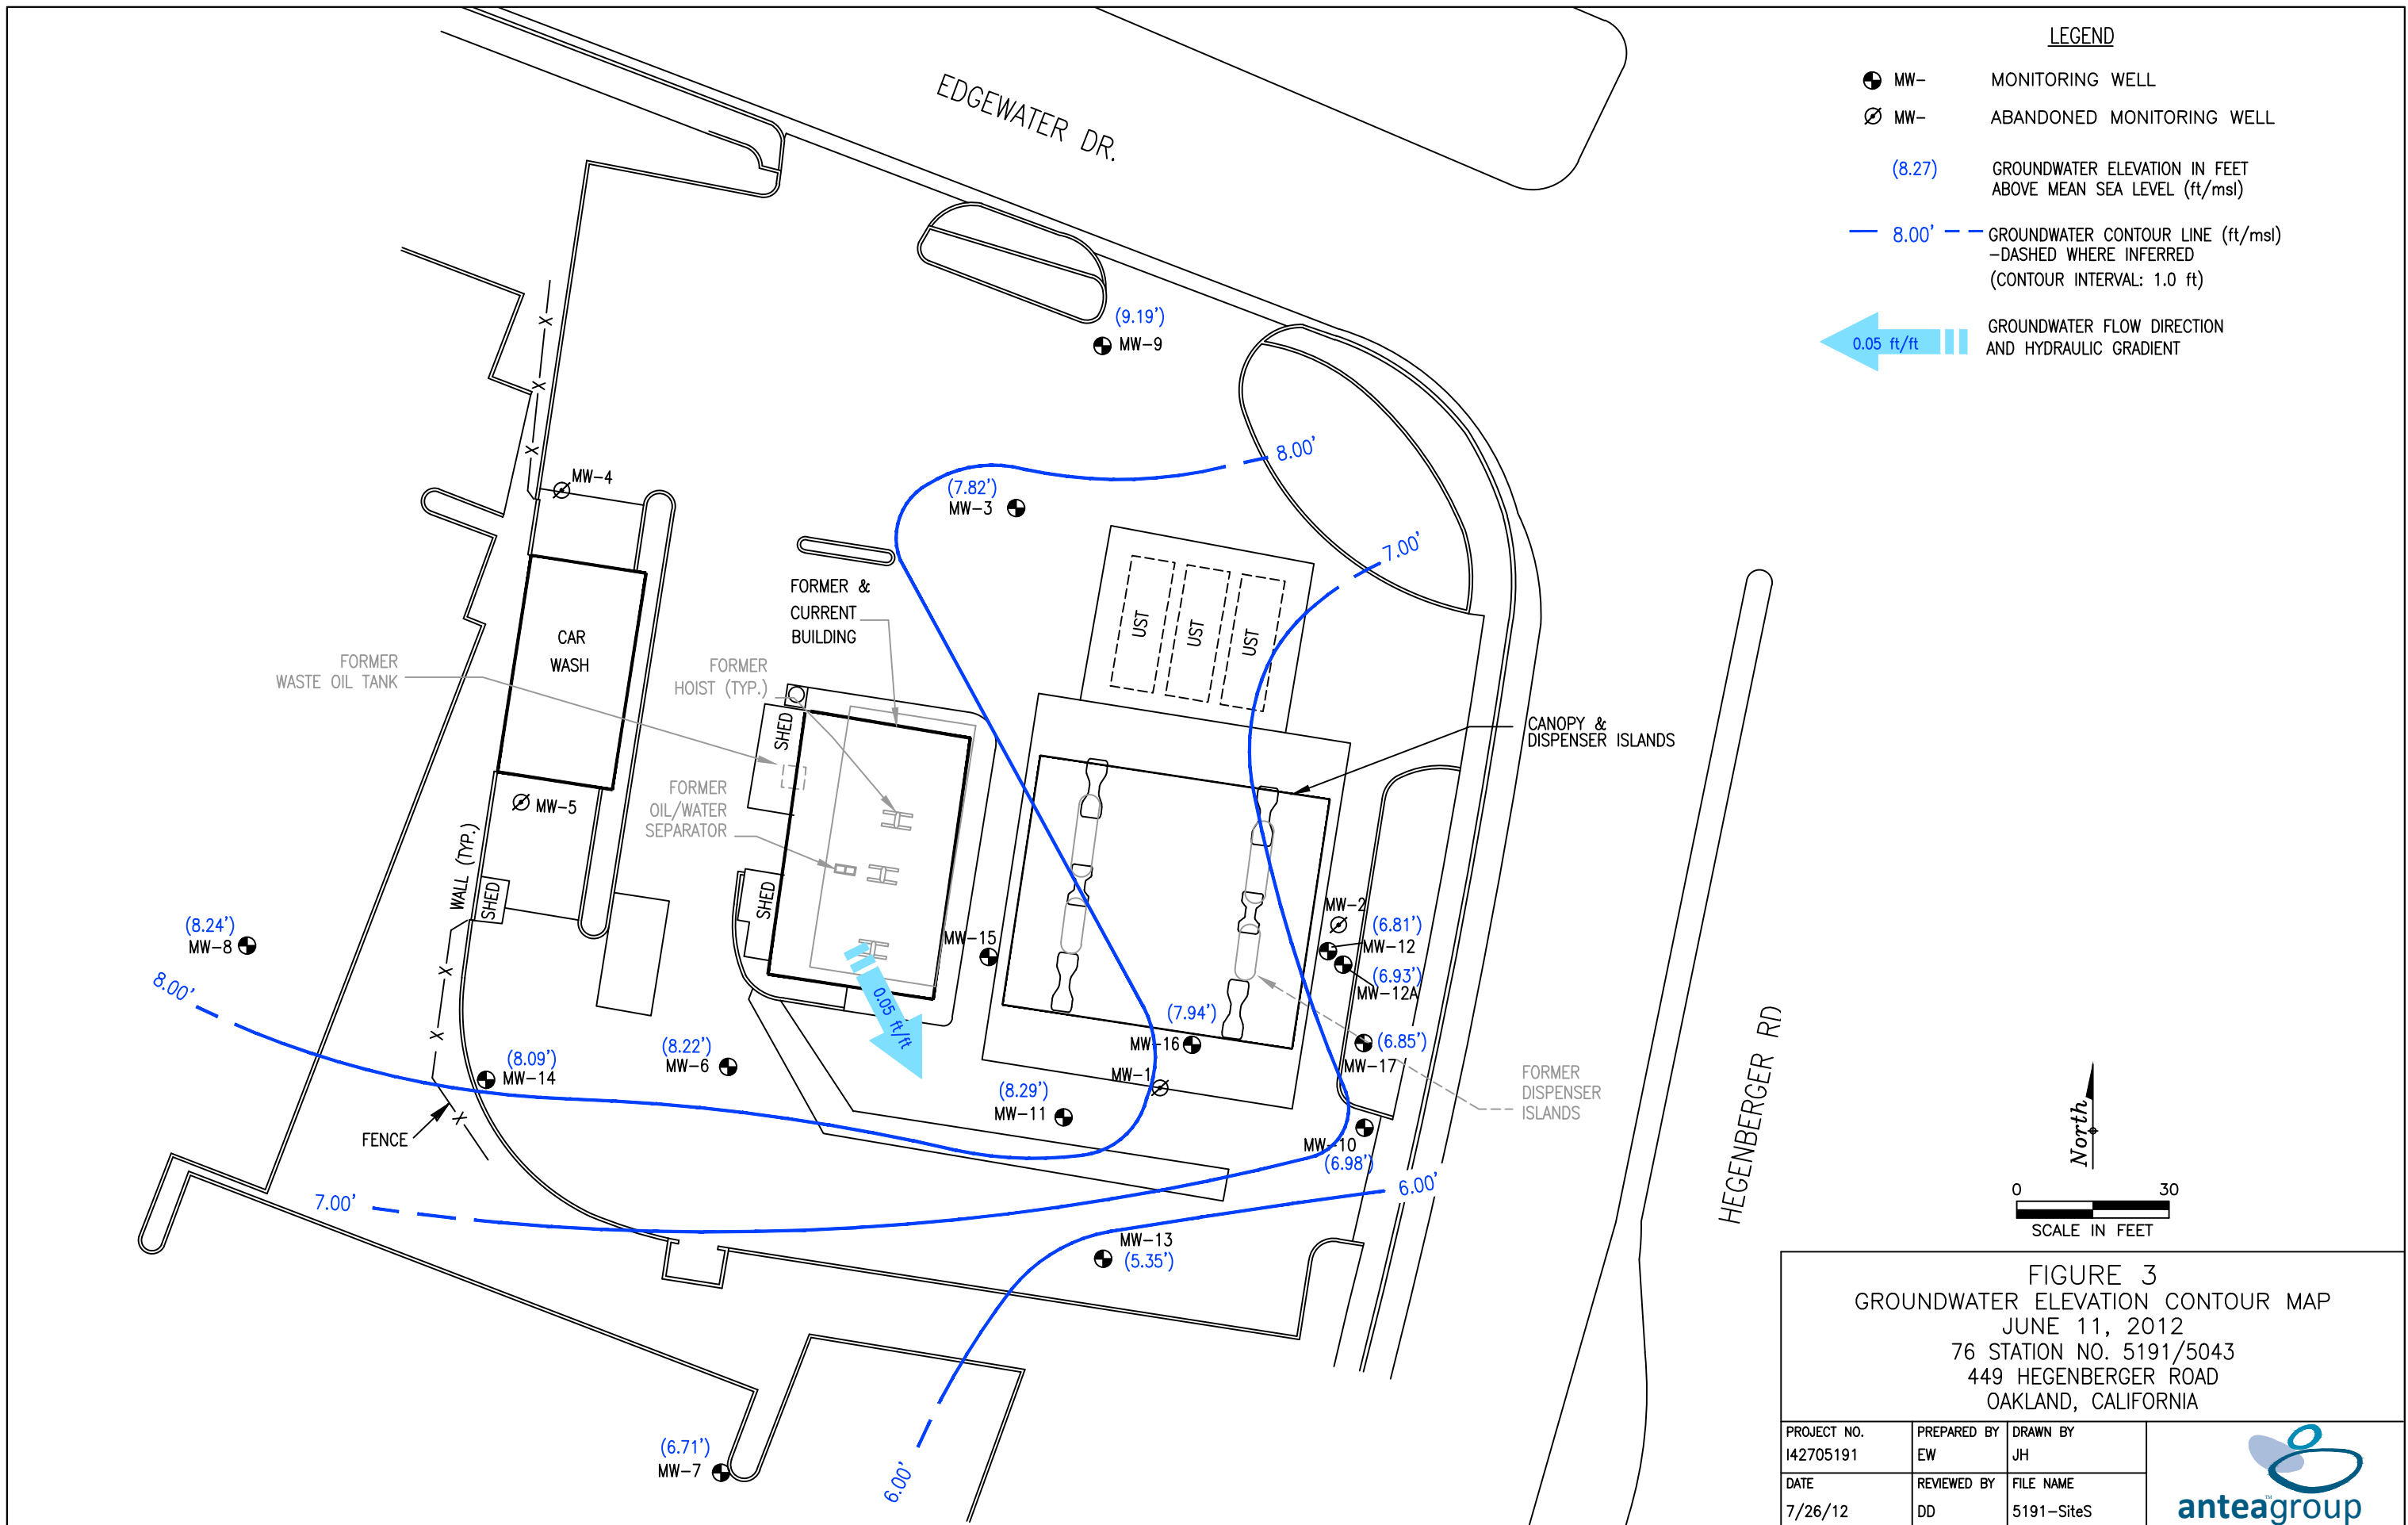 EDGEWATER DR.
LEGEND
MW- MONITORING WELL
MW- ABANDONED MONITORING WELL
(8.27) GROUNDWATER ELEVATION IN FEET
ABOVE MEAN SEA LEVEL (ft/msl)
8.00' GROUNDWATER CONTOUR LINE (ft/msl)
-DASHED WHERE INFERRED
(CONTOUR INTERVAL: 1.0 ft)
0.05 ft/ft GROUNDWATER FLOW DIRECTION
AND HYDRAULIC GRADIENT
(9.19')
MW-9
8.00'
MW-4
(7.82')
MW-3
7.00'
FORMER &
CURRENT
BUILDING
UST
UST
UST
CAR
WASH
FORMER
WASTE OIL TANK
FORMER
HOIST (TYP.)
SHED
CANOPY &
DISPENSER ISLANDS
FORMER
OIL/WATER
SEPARATOR
MW-5
WALL (TYP.)
SHED
SHED
(8.24')
MW-8
8.00'
MW-15
MW-2
(6.81')
MW-12
(6.93')
MW-12A
0.05 ft/ft
(7.94')
MW-16
(6.85')
MW-17
(8.09')
MW-14
(8.22')
MW-6
MW-1
(8.29')
MW-11
FORMER
DISPENSER
ISLANDS
FENCE
MW-10
(6.98')
7.00'
6.00'
MW-13
(5.35')
HEGENBERGER RD
North
0 30
SCALE IN FEET
(6.71')
MW-7
6.00'
X
X
X
X
X
X
FIGURE 3
GROUNDWATER ELEVATION CONTOUR MAP
JUNE 11, 2012
76 STATION NO. 5191/5043
449 HEGENBERGER ROAD
OAKLAND, CALIFORNIA
PROJECT NO. PREPARED BY DRAWN BY
I42705191 EW JH
DATE REVIEWED BY FILE NAME
7/26/12 DD 5191-SiteS
anteagroup™